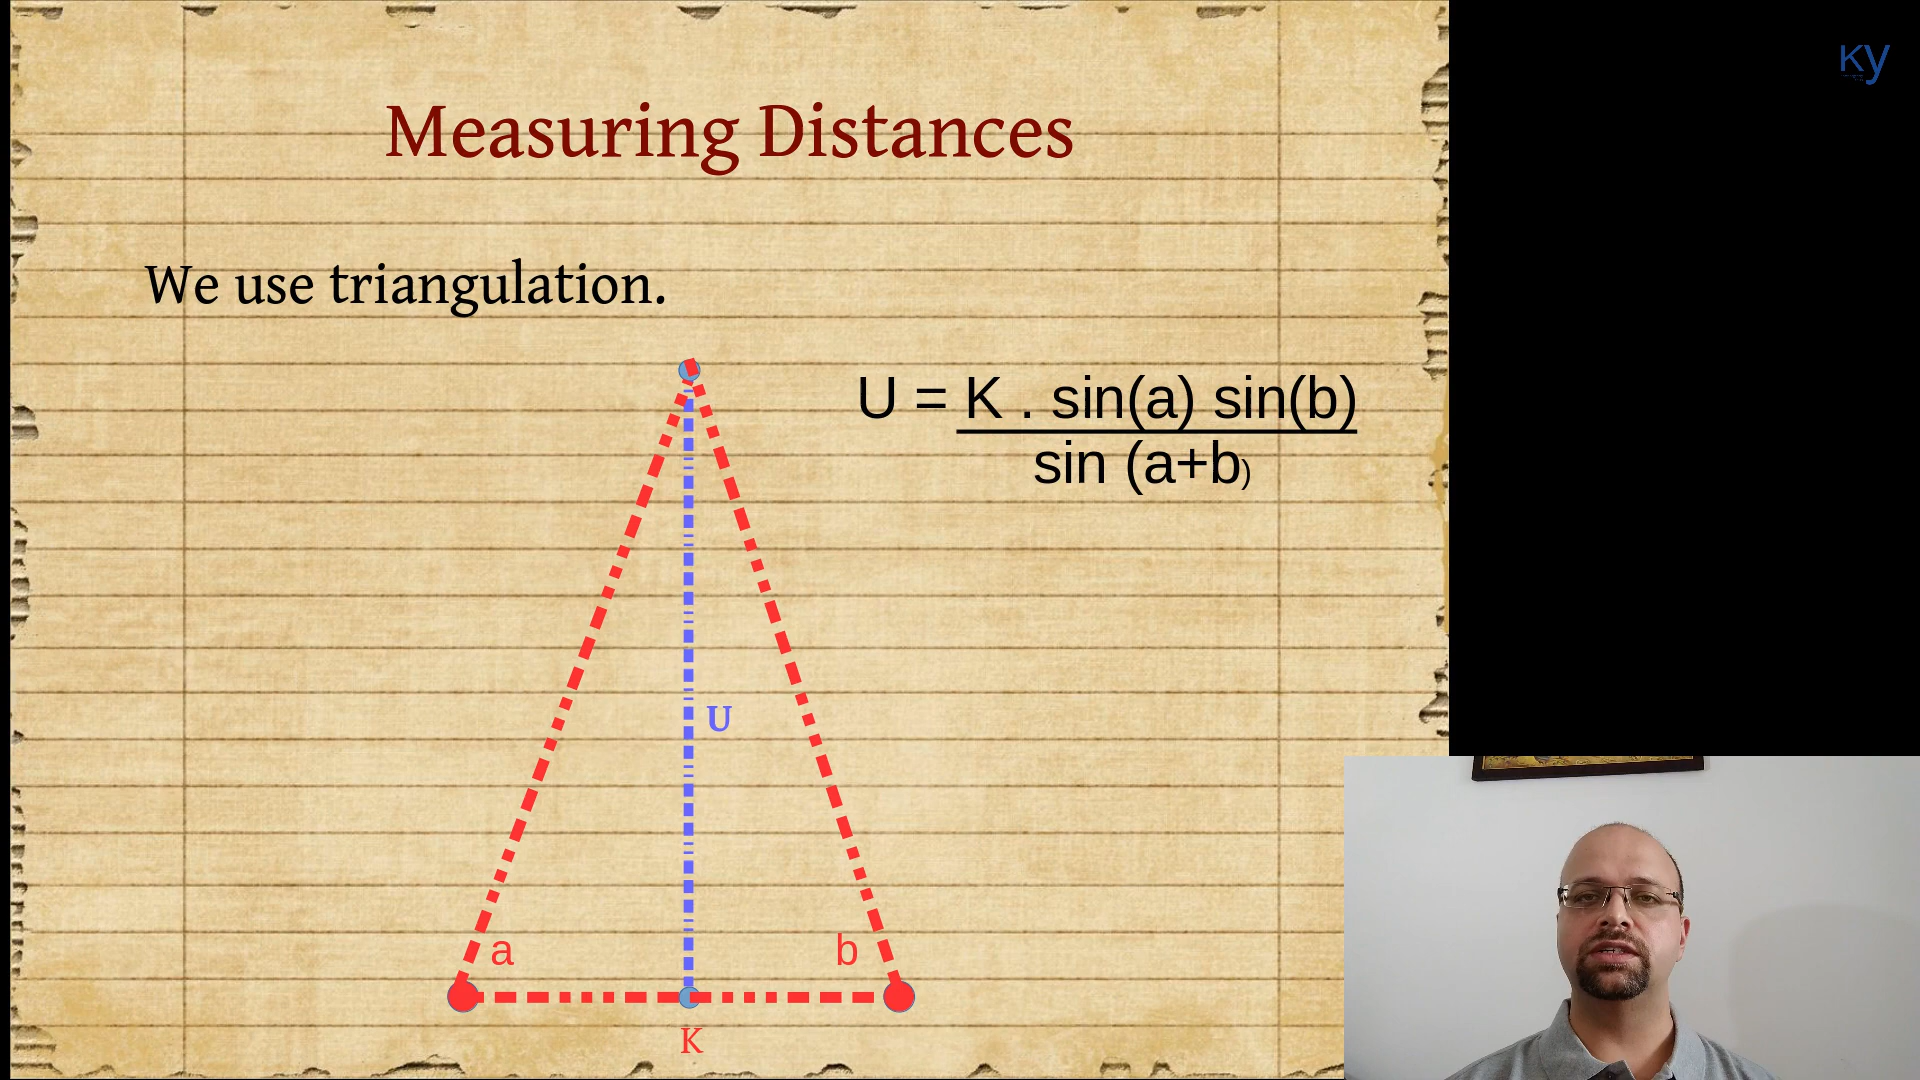 Ky
Measuring Distances
We use triangulation.
U = K . sin(a) sin(b)
sin (a+b)
U
a
b
K